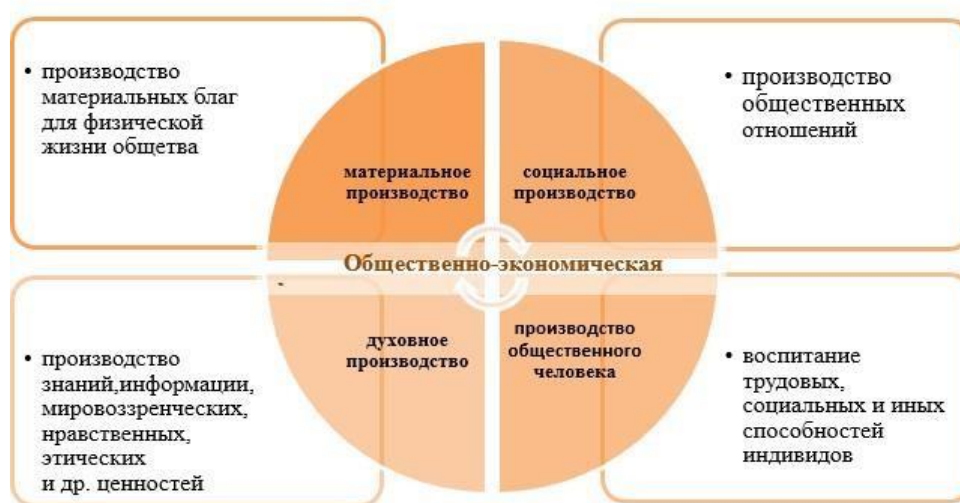 • производство
материальных благ
для физической
жизни общетва
материальное
производство
социальное
производство
• производство
общественных
отношений
Общественно-экономическая
духовное
производство
производство
общественного
человека
• производство
знаний,информации,
мировоззренческих,
нравственных,
этических
и др. ценностей
• воспитание
трудовых,
социальных и иных
способностей
индивидов